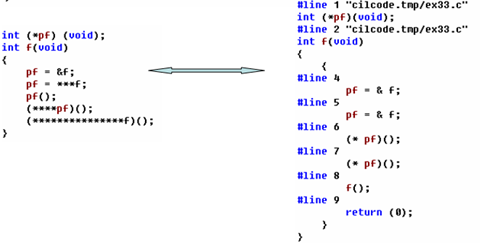 int (*pf) (void);
int f(void)
{
pf = &f;
pf = ***f;
pf();
(****pf)();
(***************f)();
}
#line 1 "cilcode.tmp/ex33.c"
int (*pf)(void);
#line 2 "cilcode.tmp/ex33.c"
int f(void)
{
{
#line 4
pf = & f;
#line 5
pf = & f;
#line 6
(* pf)();
#line 7
(* pf)();
#line 8
f();
#line 9
return (0);
}
}